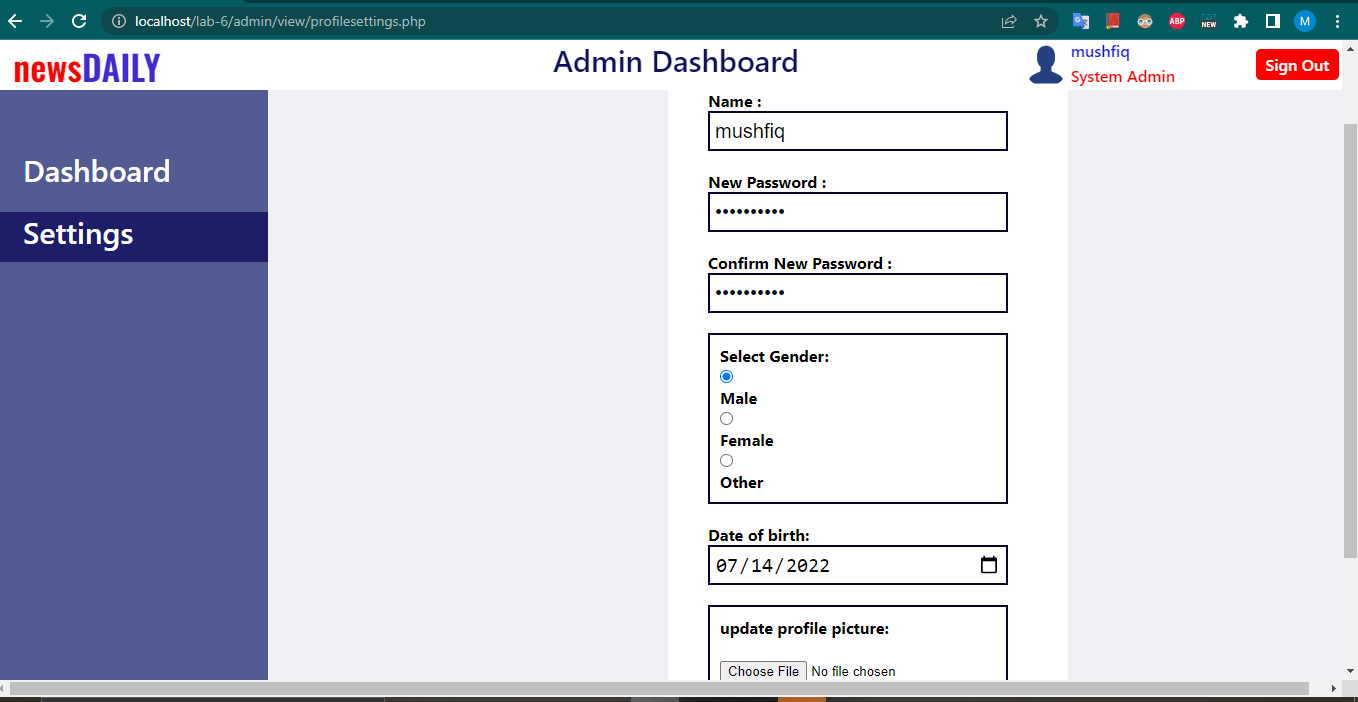 localhost/lab-6/admin/view/profilesettings.php
ABP
NEW
M
newsDAILY
Admin Dashboard
mushfiq
System Admin
Sign Out
Dashboard
Settings
Name :
mushfiq
New Password :
••••••••••
Confirm New Password :
••••••••••
Select Gender:
Male
Female
Other
Date of birth:
07/14/2022
update profile picture:
Choose File No file chosen